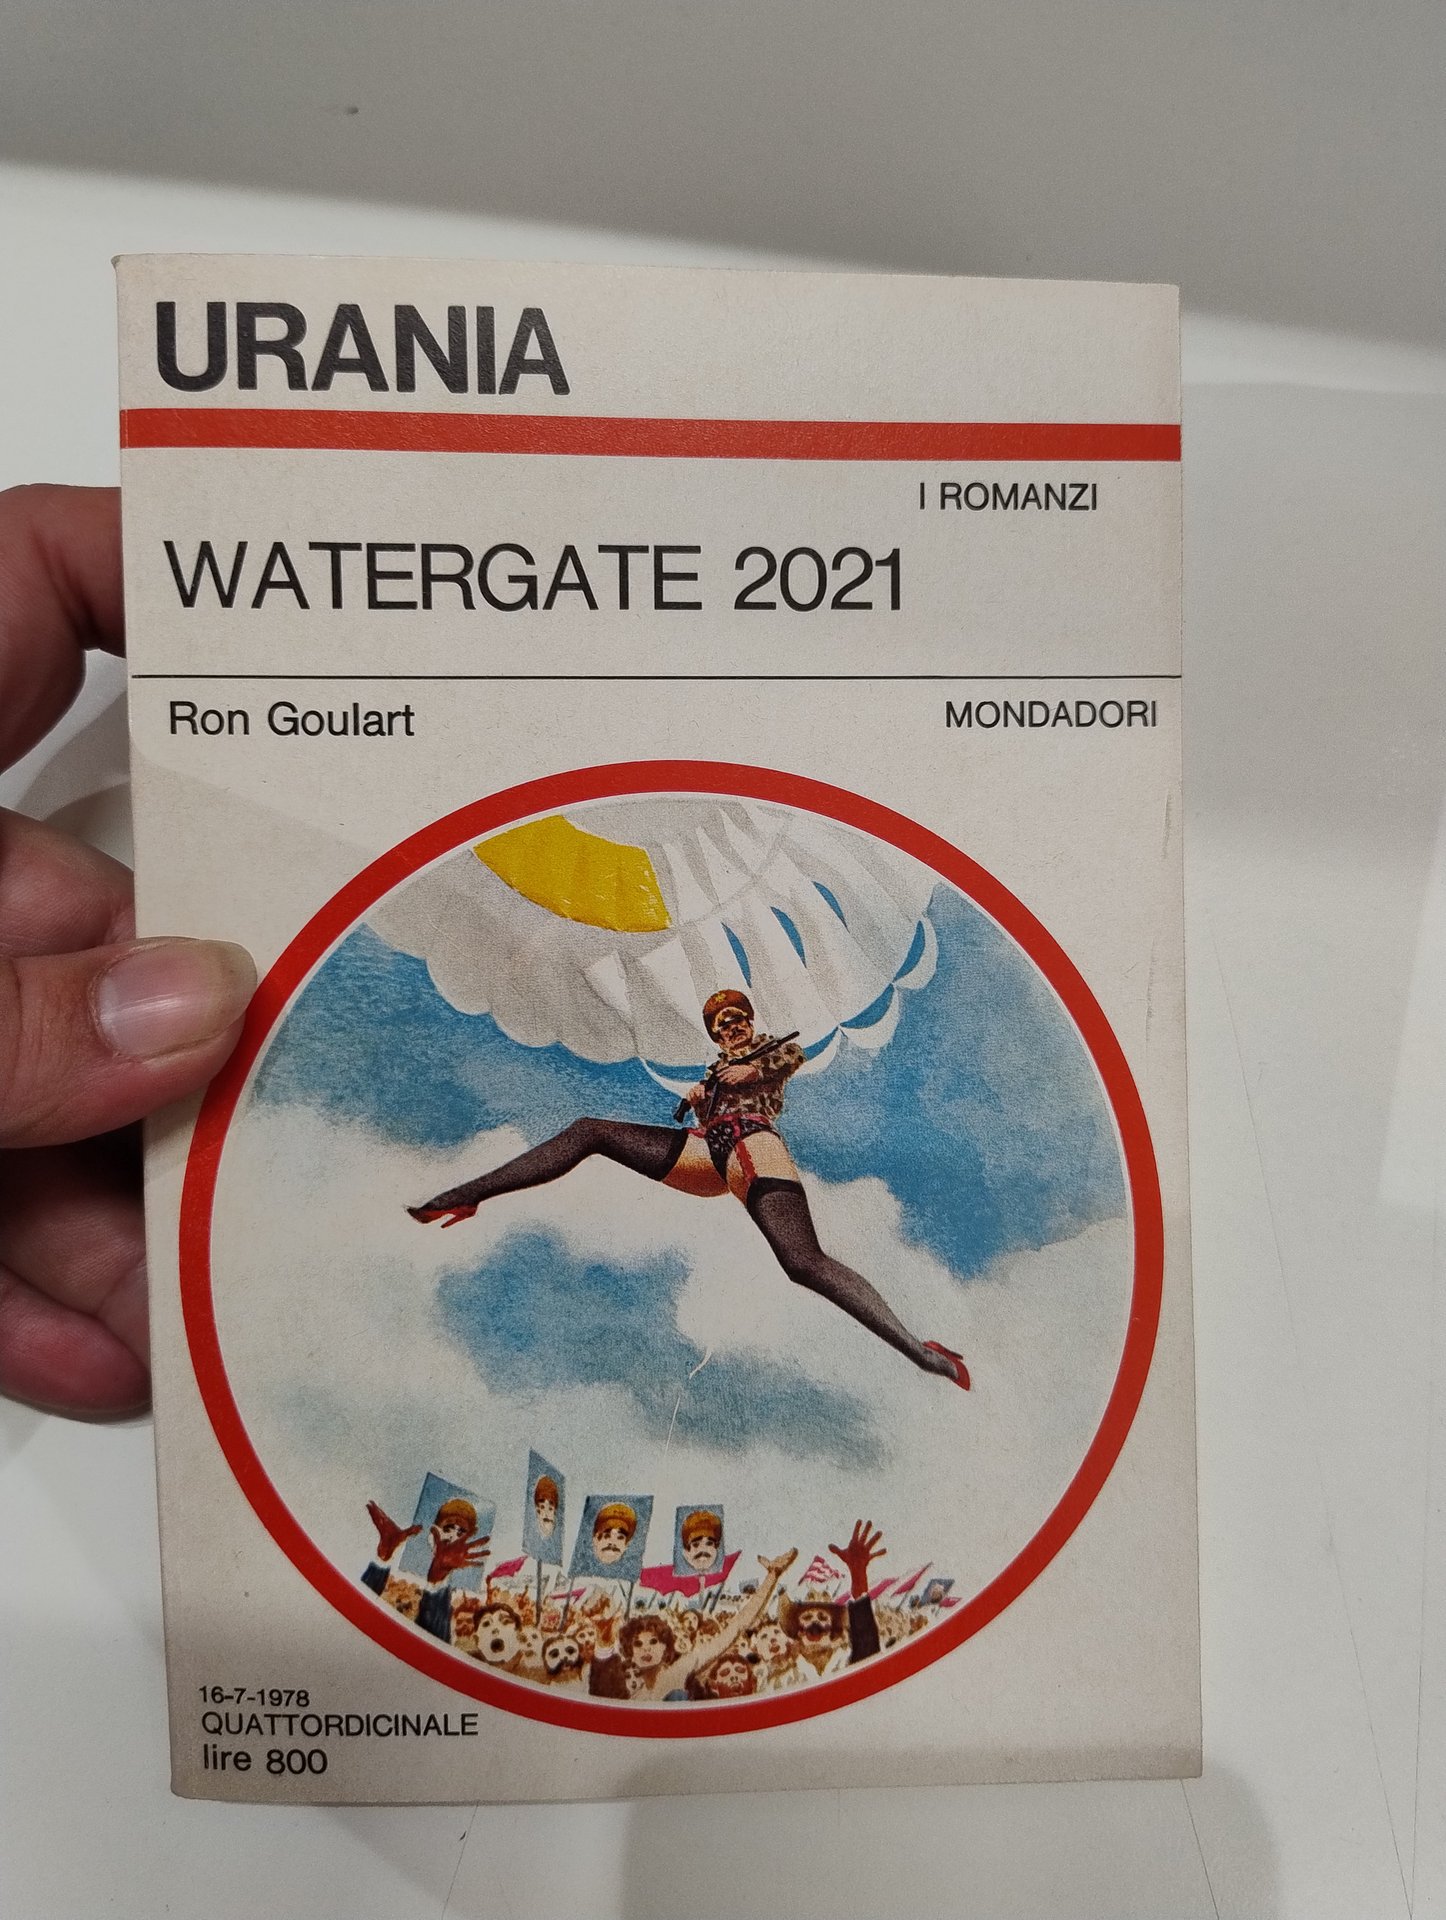 URANIA
I ROMANZI
WATERGATE 2021
Ron Goulart
MONDADORI
16-7-1978
QUATTORDICINALE
lire 800